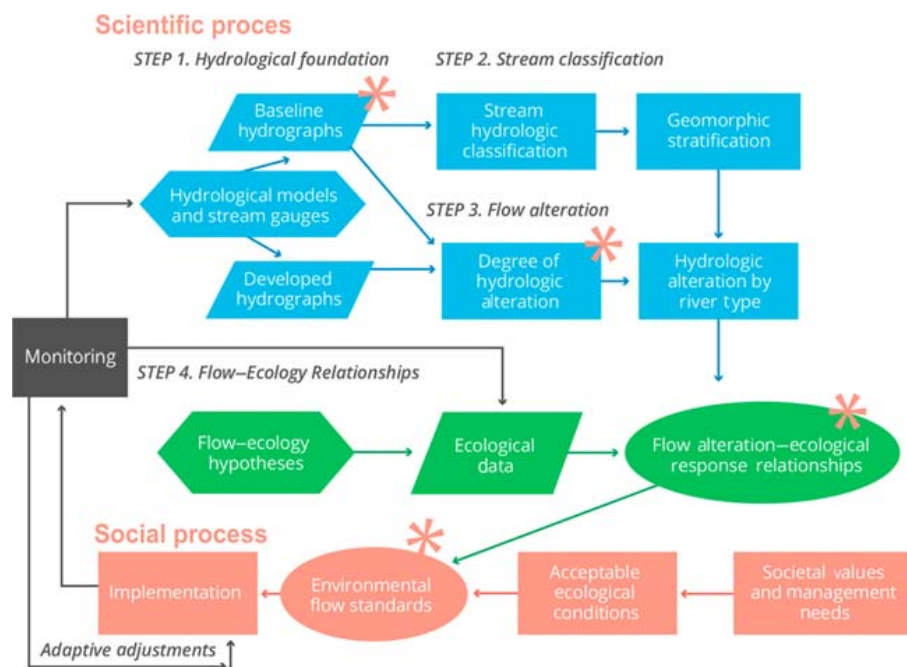 Scientific proces
STEP 1. Hydrological foundation
STEP 2. Stream classification
Baseline
hydrographs
Stream
hydrologic
classification
Geomorphic
stratification
Hydrological models
and stream gauges
STEP 3. Flow alteration
Developed
hydrographs
Degree of
hydrologic
alteration
Hydrologic
alteration by
river type
Monitoring
STEP 4. Flow—Ecology Relationships
Flow—ecology
hypotheses
Ecological
data
Flow alteration—ecological
response relationships
Social process
Implementation
Environmental
flow standards
Acceptable
ecological
conditions
Societal values
and management
needs
Adaptive adjustments